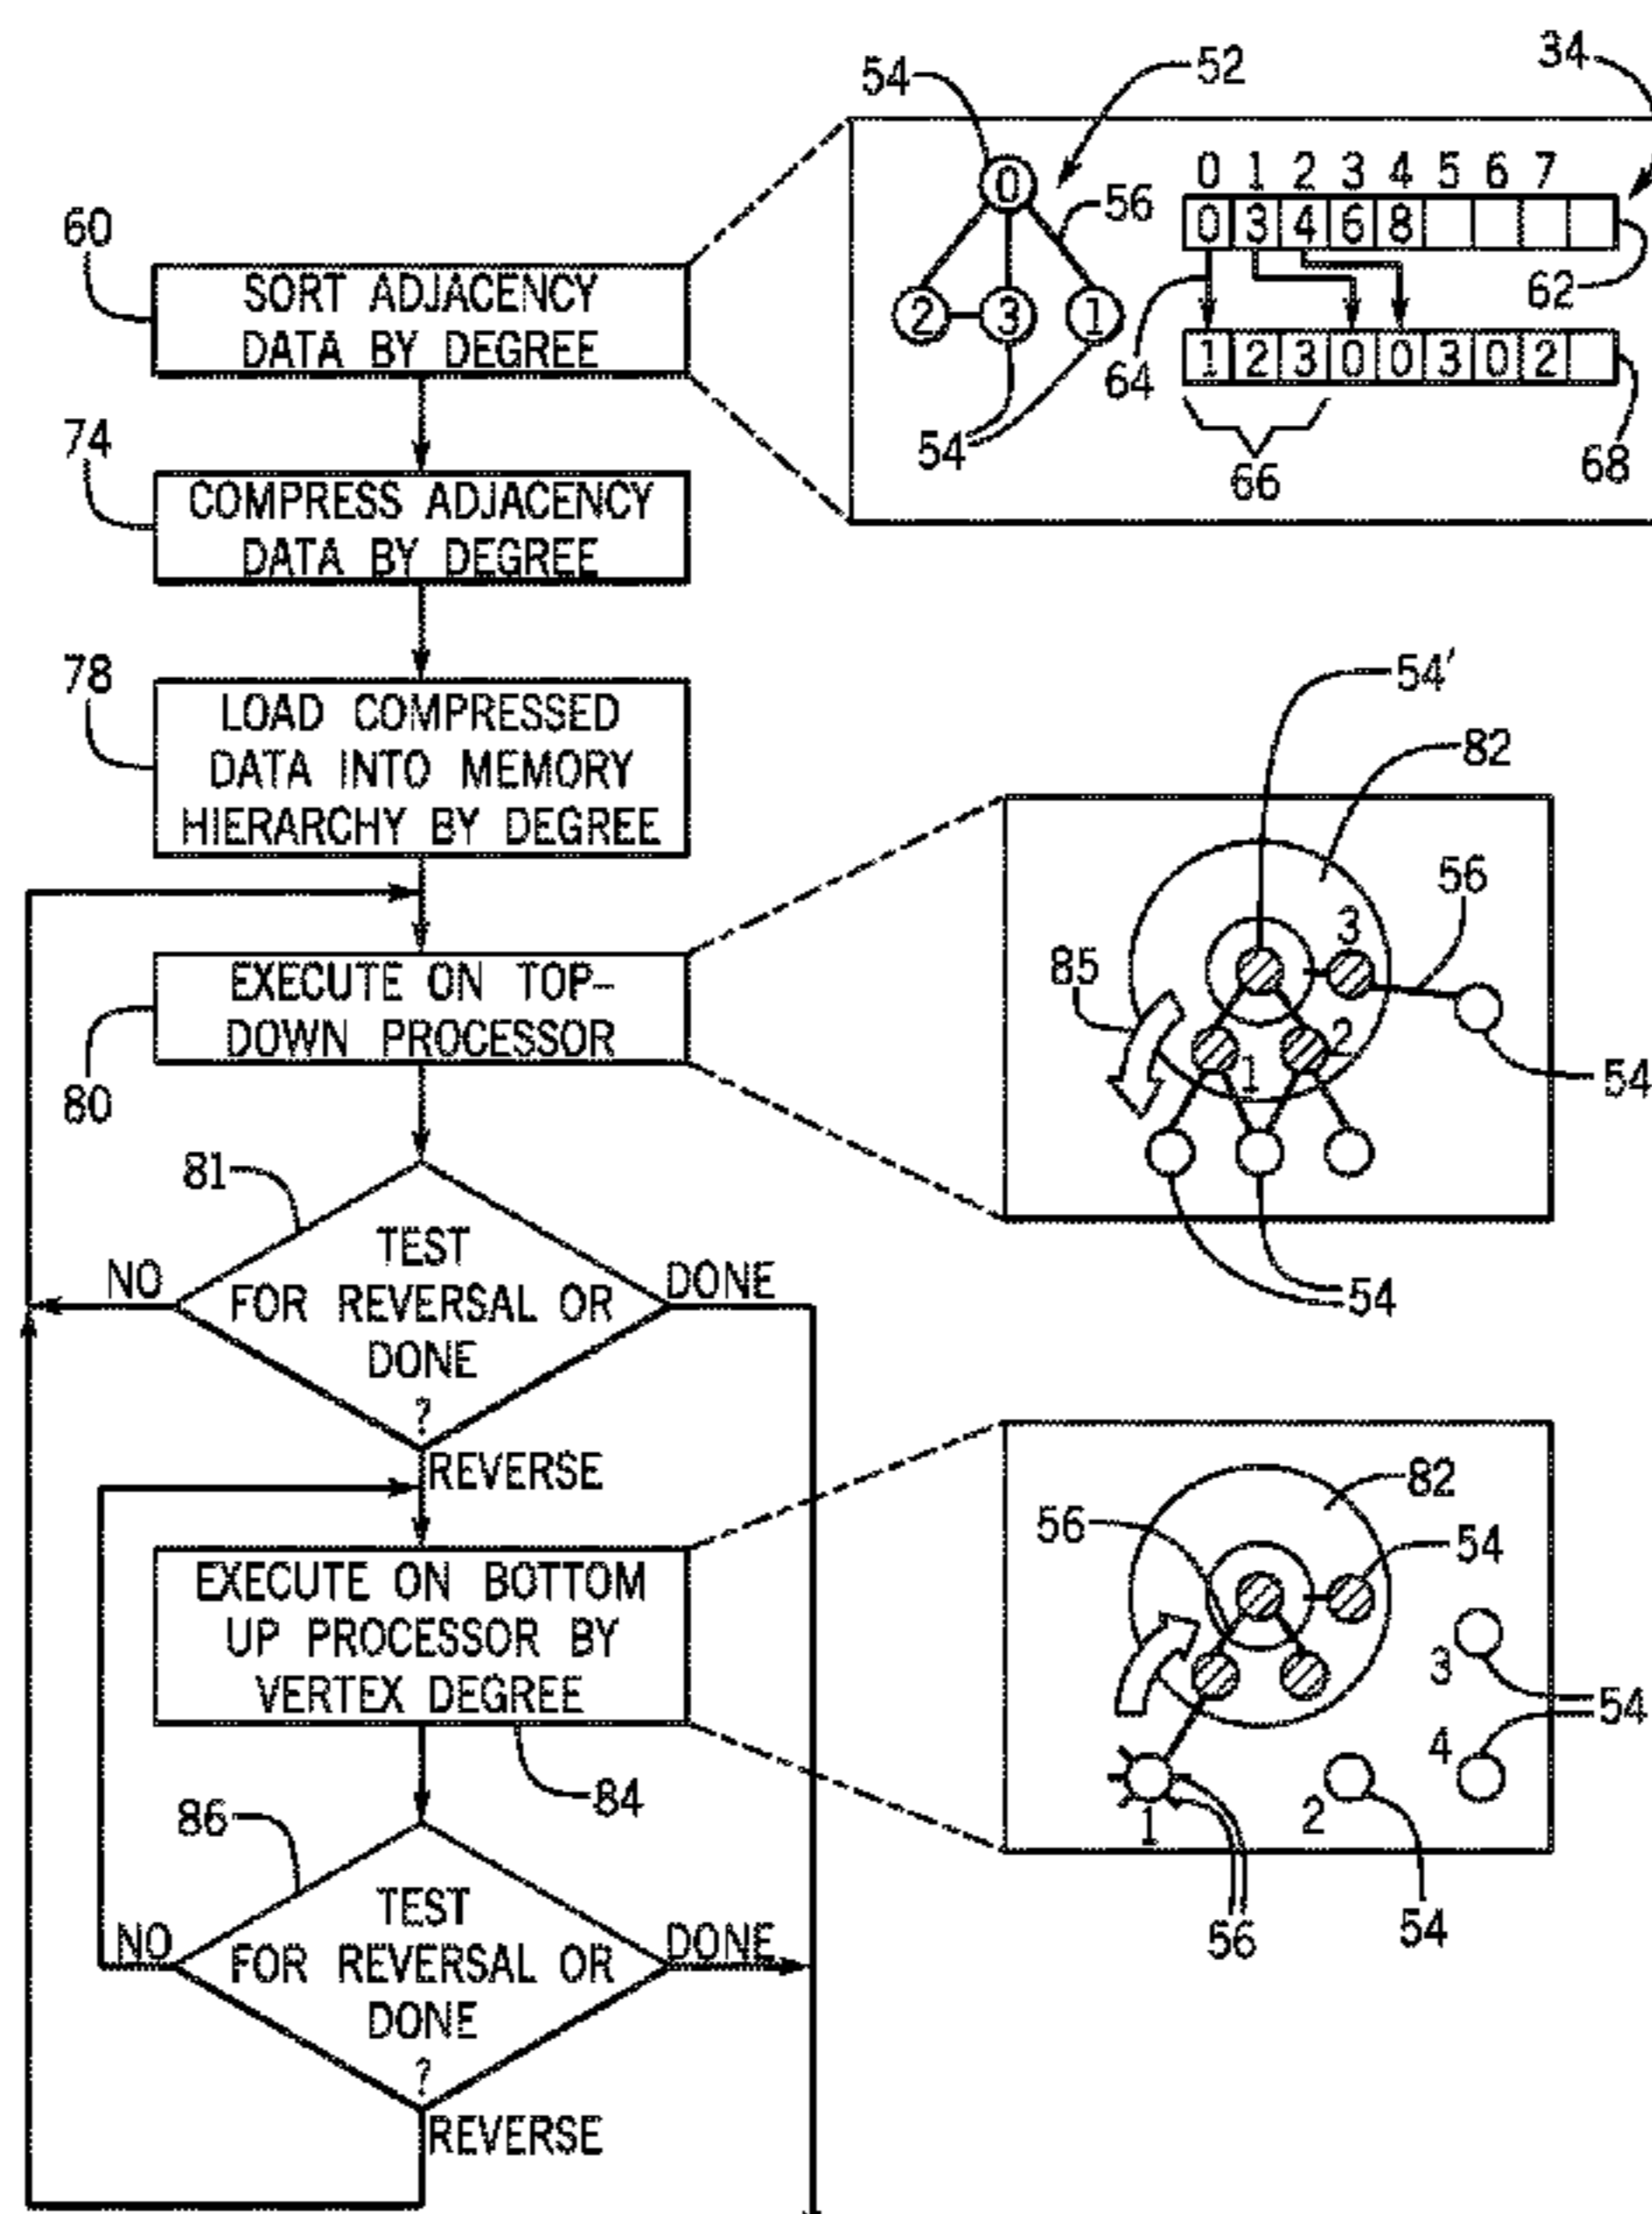 54
52
34
0 1 2 3 4 5 6 7
0
56
0 3 4 6 8
60
SORT ADJACENCY
DATA BY DEGREE
62
2 3 1
64
1 2 3 0 0 3 0 2
54
66
68
74
COMPRESS ADJACENCY
DATA BY DEGREE
78
LOAD COMPRESSED
DATA INTO MEMORY
HIERARCHY BY DEGREE
54'
82
56
3
85
EXECUTE ON TOP-
DOWN PROCESSOR
80
2
1
54
54
81
TEST
FOR REVERSAL OR
DONE
?
NO
DONE
REVERSE
82
56
54
EXECUTE ON BOTTOM
UP PROCESSOR BY
VERTEX DEGREE
84
3
54
4
1
2
56
54
86
TEST
FOR REVERSAL OR
DONE
?
NO
DONE
REVERSE